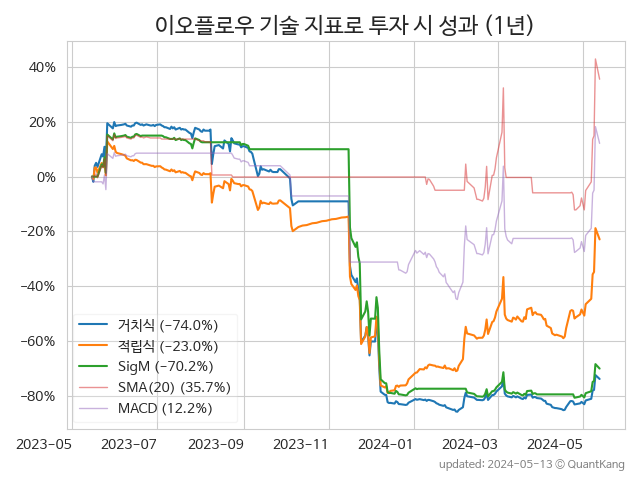 이오플로우 기술 지표로 투자 시 성과 (1년)
40%
20%
0%
−20%
−40%
−60%
−80%
거치식 (−74.0%)
적립식 (−23.0%)
SigM (−70.2%)
SMA(20) (35.7%)
MACD (12.2%)
2023-05 2023-07 2023-09 2023-11 2024-01 2024-03 2024-05
updated: 2024-05-13 © QuantKang